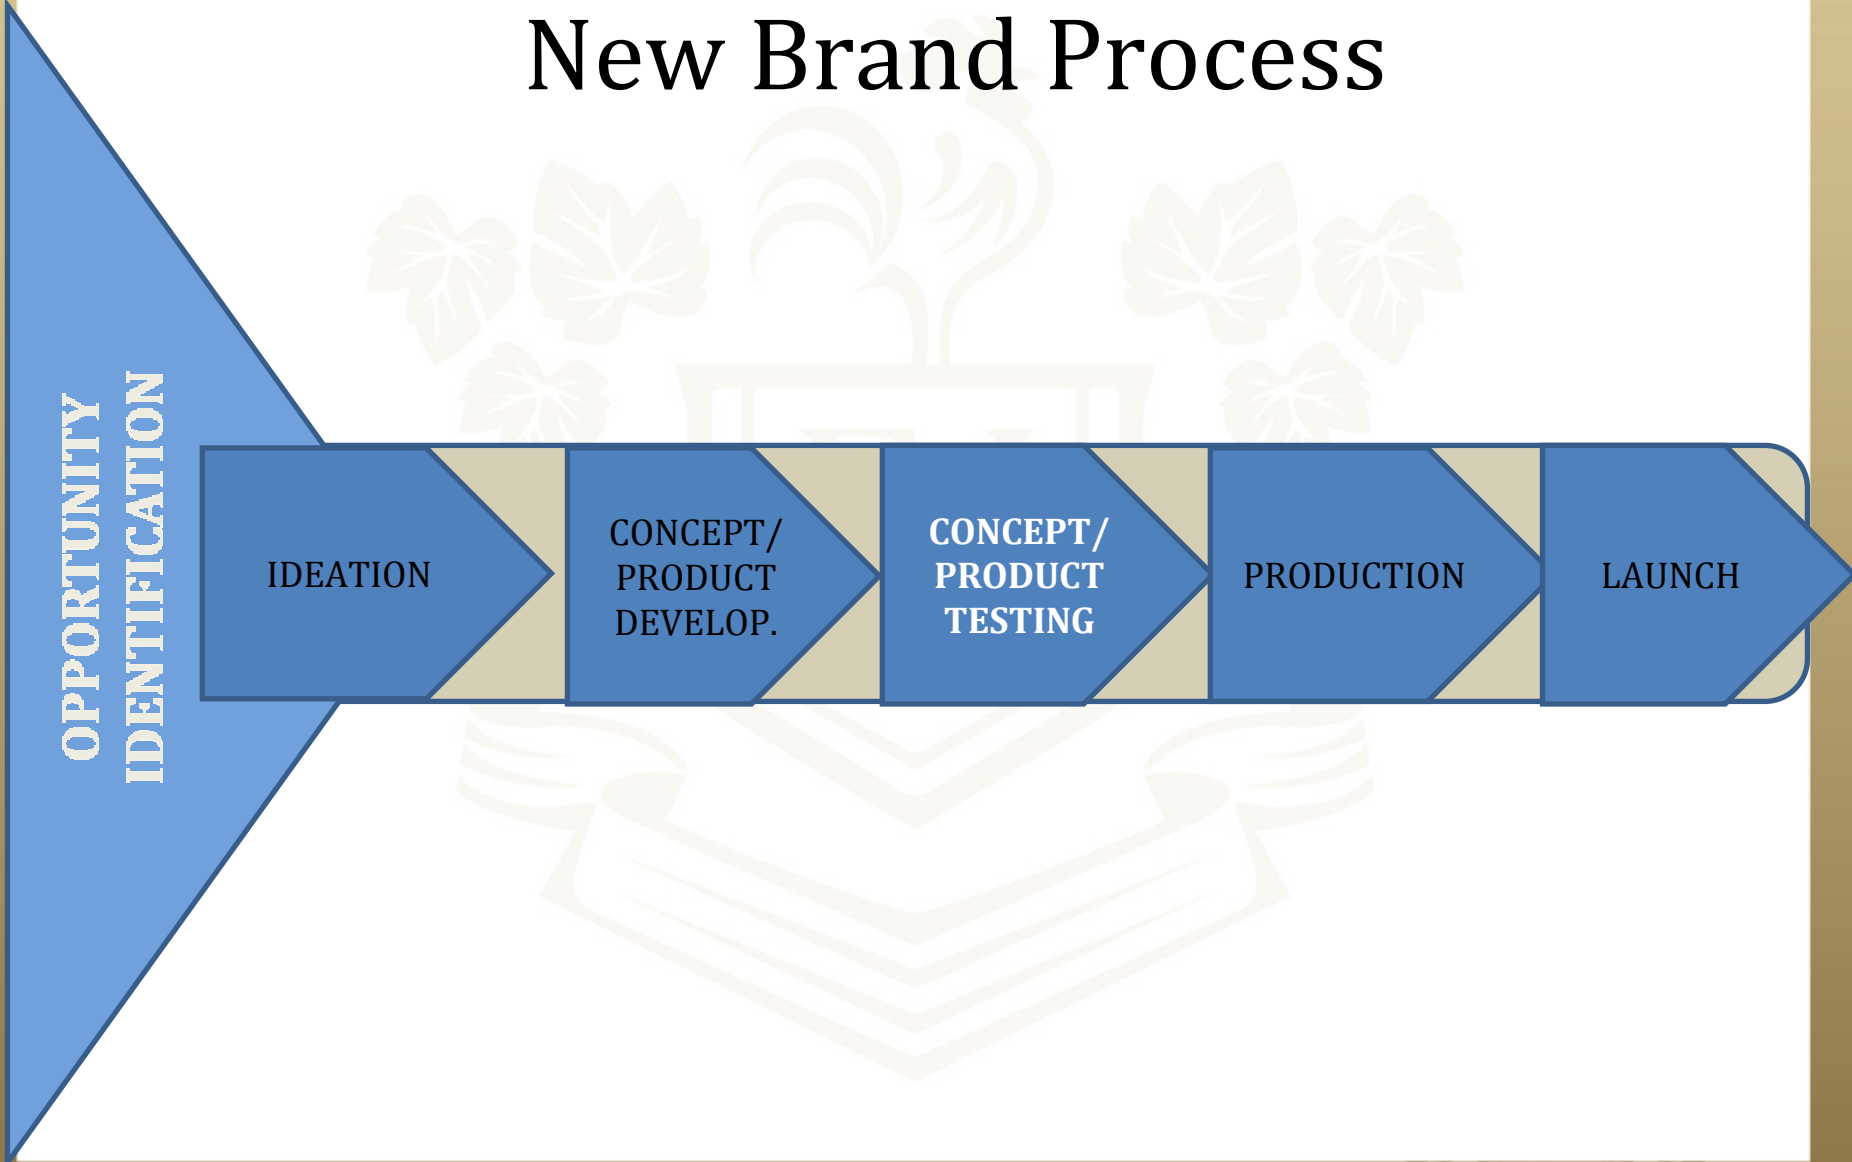 New Brand Process
OPPORTUNITY
IDENTIFICATION
IDEATION
CONCEPT/
PRODUCT
DEVELOP.
CONCEPT/
PRODUCT
TESTING
PRODUCTION
LAUNCH